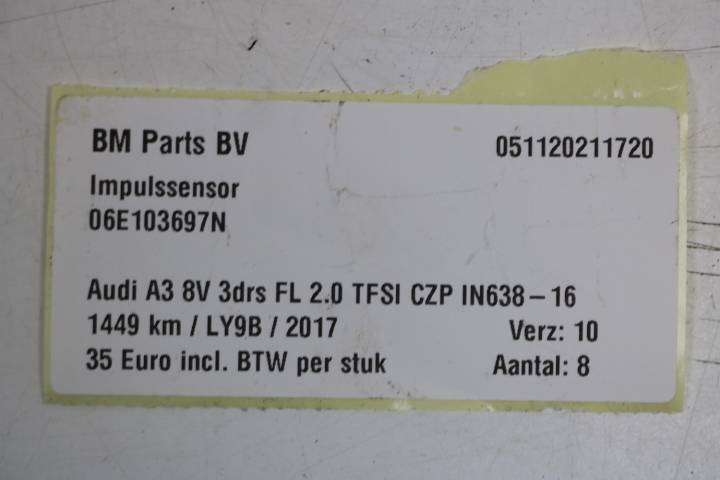 BM Parts BV 051120211720
Impulssensor
06E103697N
Audi A3 8V 3drs FL 2.0 TFSI CZP IN638-16
1449 km / LY9B / 2017 Verz: 10
35 Euro incl. BTW per stuk Aantal: 8